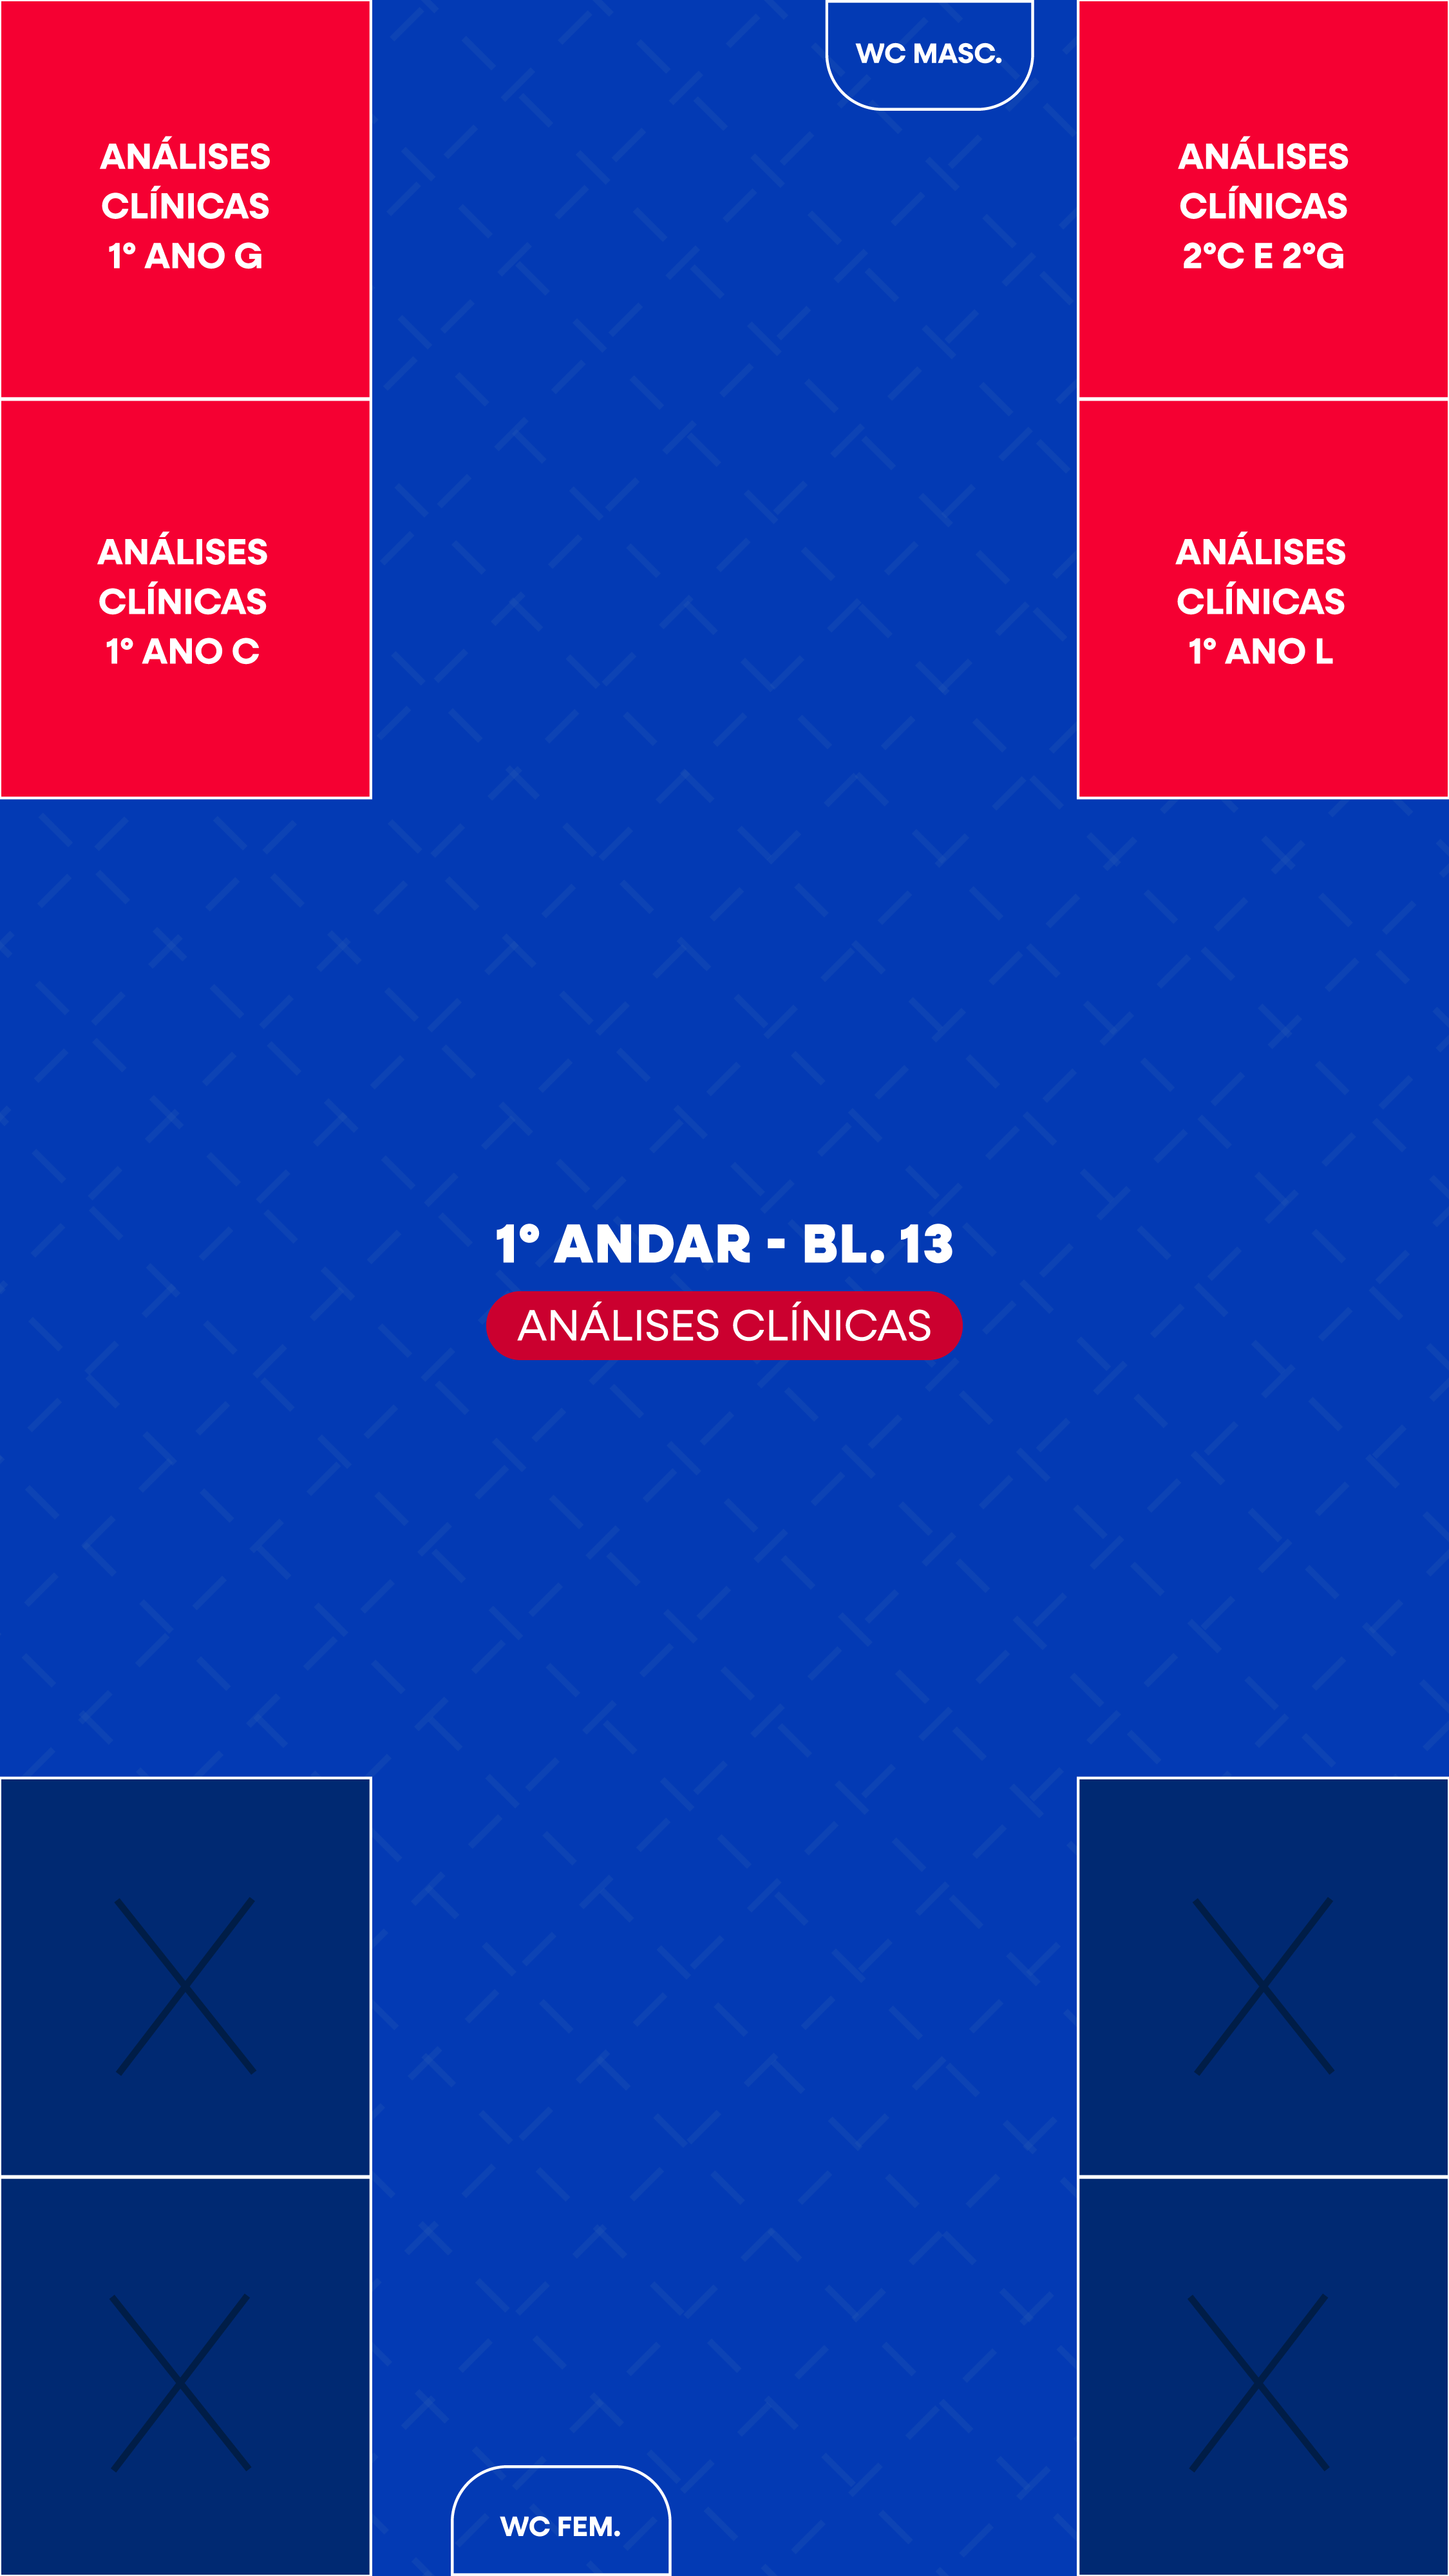 WC MASC.
ANÁLISES
CLÍNICAS
1° ANO G
ANÁLISES
CLÍNICAS
2°C E 2°G
ANÁLISES
CLÍNICAS
1° ANO C
ANÁLISES
CLÍNICAS
1° ANO L
1° ANDAR - BL. 13
ANÁLISES CLÍNICAS
WC FEM.